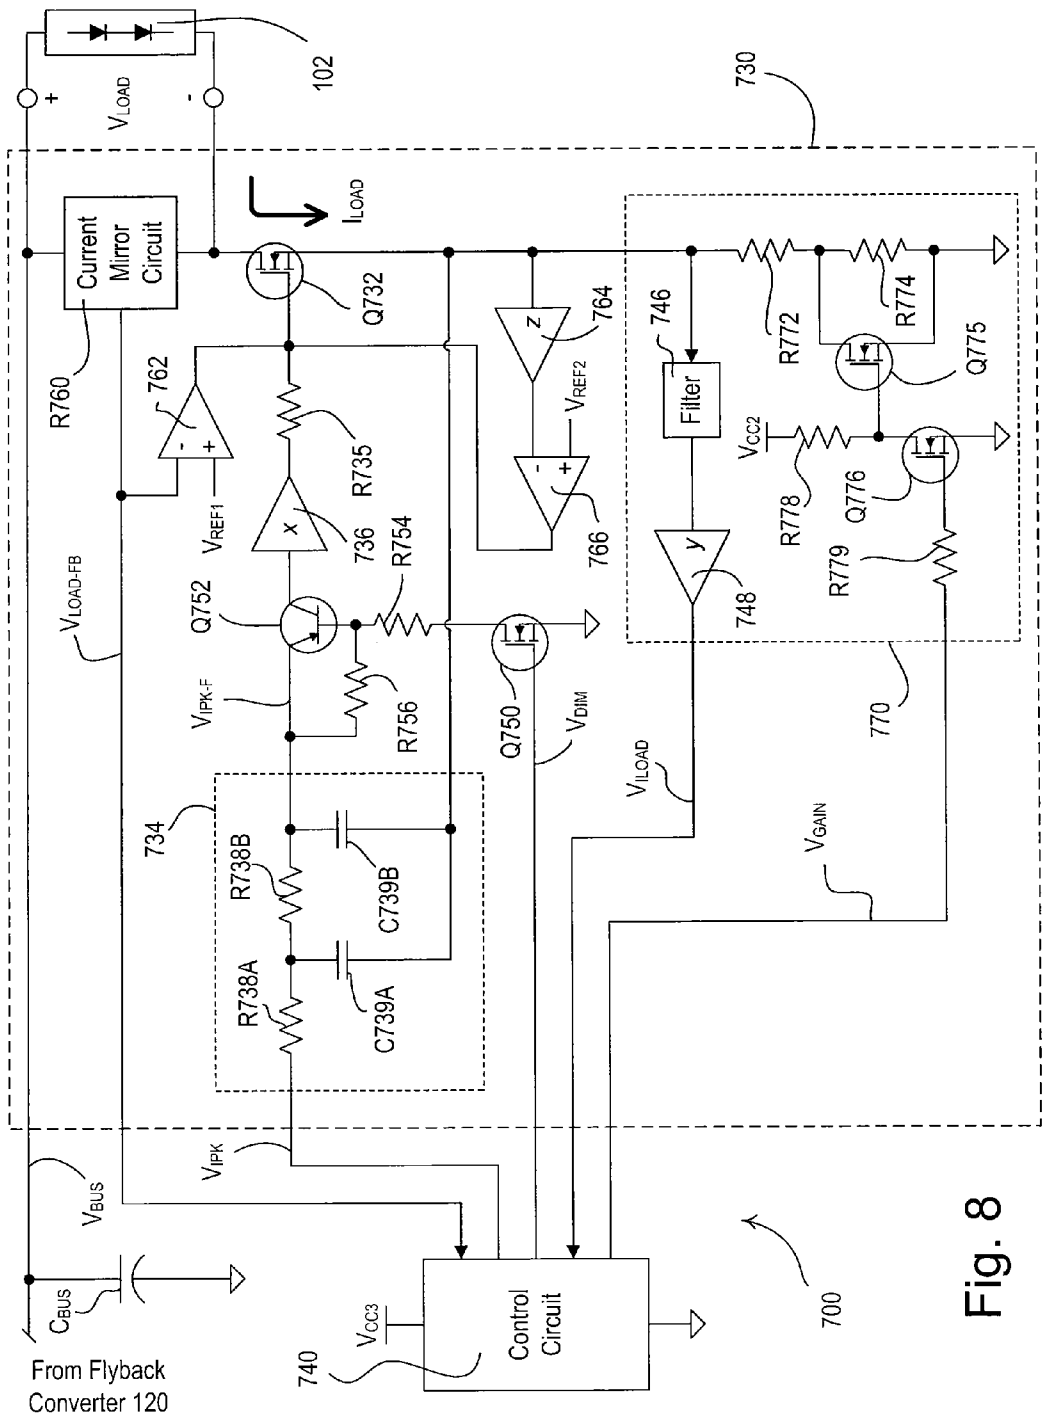 102
VLOAD
+
-
730
Current
Mirror
Circuit
R760
ILOAD
Q732
762
-
+
VREF1
R735
x
736
z
764
VREF2
-
+
766
746
Filter
y
748
R772
R774
Q775
VCC2
R778
Q776
R779
770
VLOAD-FB
Q752
R754
VIPK-F
R756
Q750
VDIM
VILOAD
VGAIN
734
R738B
C739B
R738A
C739A
VIPK
VBUS
CBUS
From Flyback
Converter 120
VCC3
740
Control
Circuit
700
Fig. 8